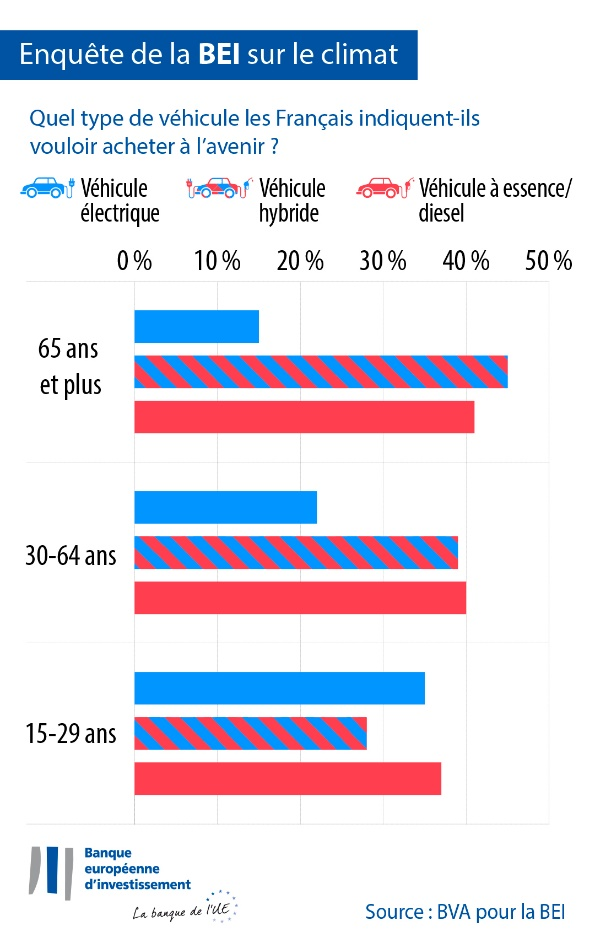 Enquête de la BEI sur le climat
Quel type de véhicule les Français indiquent-ils
vouloir acheter à l’avenir ?
Véhicule
électrique
Véhicule
hybride
Véhicule à essence/
diesel
0 % 10 % 20 % 30 % 40 % 50 %
65 ans
et plus
30-64 ans
15-29 ans
Banque
européenne
d’investissement
La banque de l’UE
Source : BVA pour la BEI